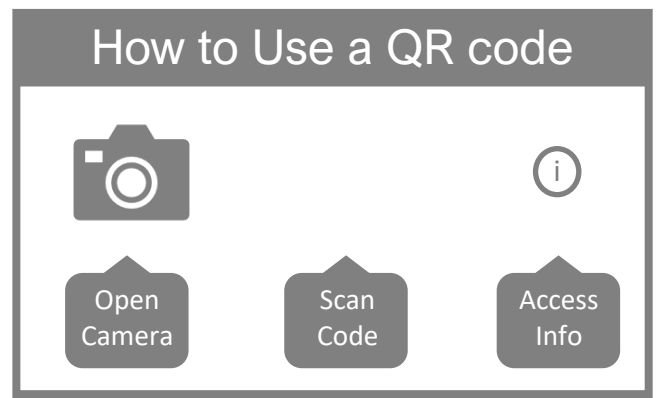 How to Use a QR code
i
Open
Camera
Scan
Code
Access
Info